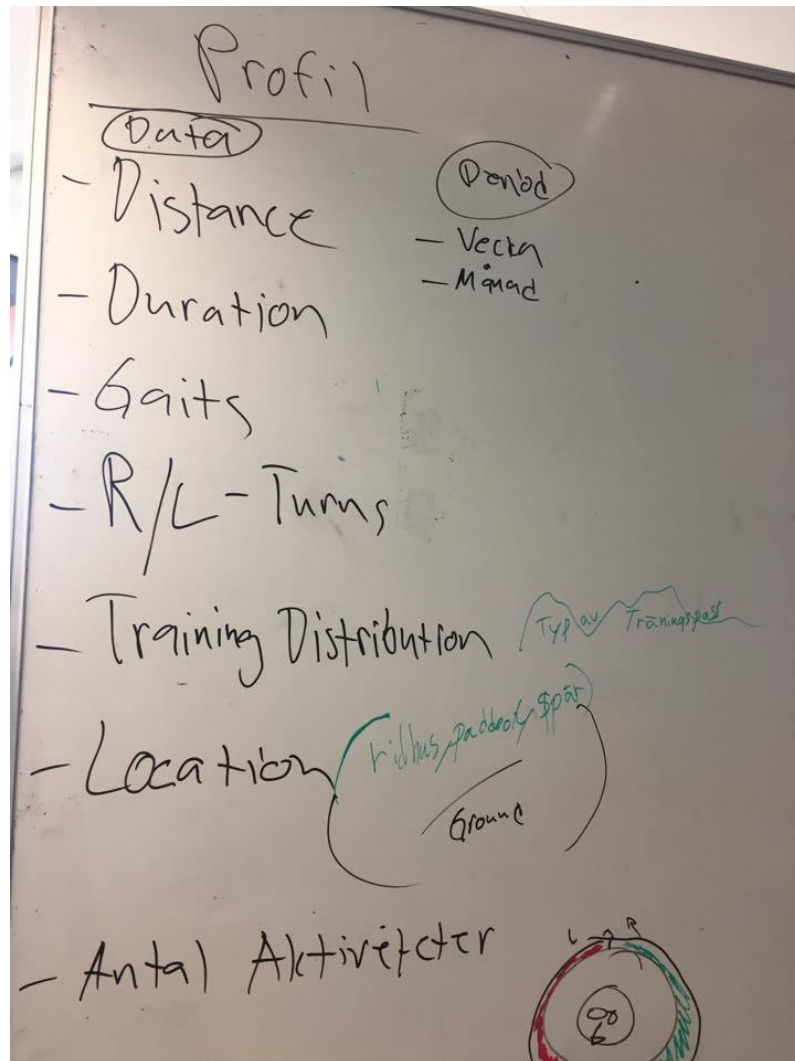 Profil
Data
- Distance
- Duration
- Gaits
- R/L - Turns
- Training Distribution
Typ av Träningspass
- Location
ridhus, paddock, spår
Ground
- Antal Aktiviteter
Period
- Vecka
- Månad
L R